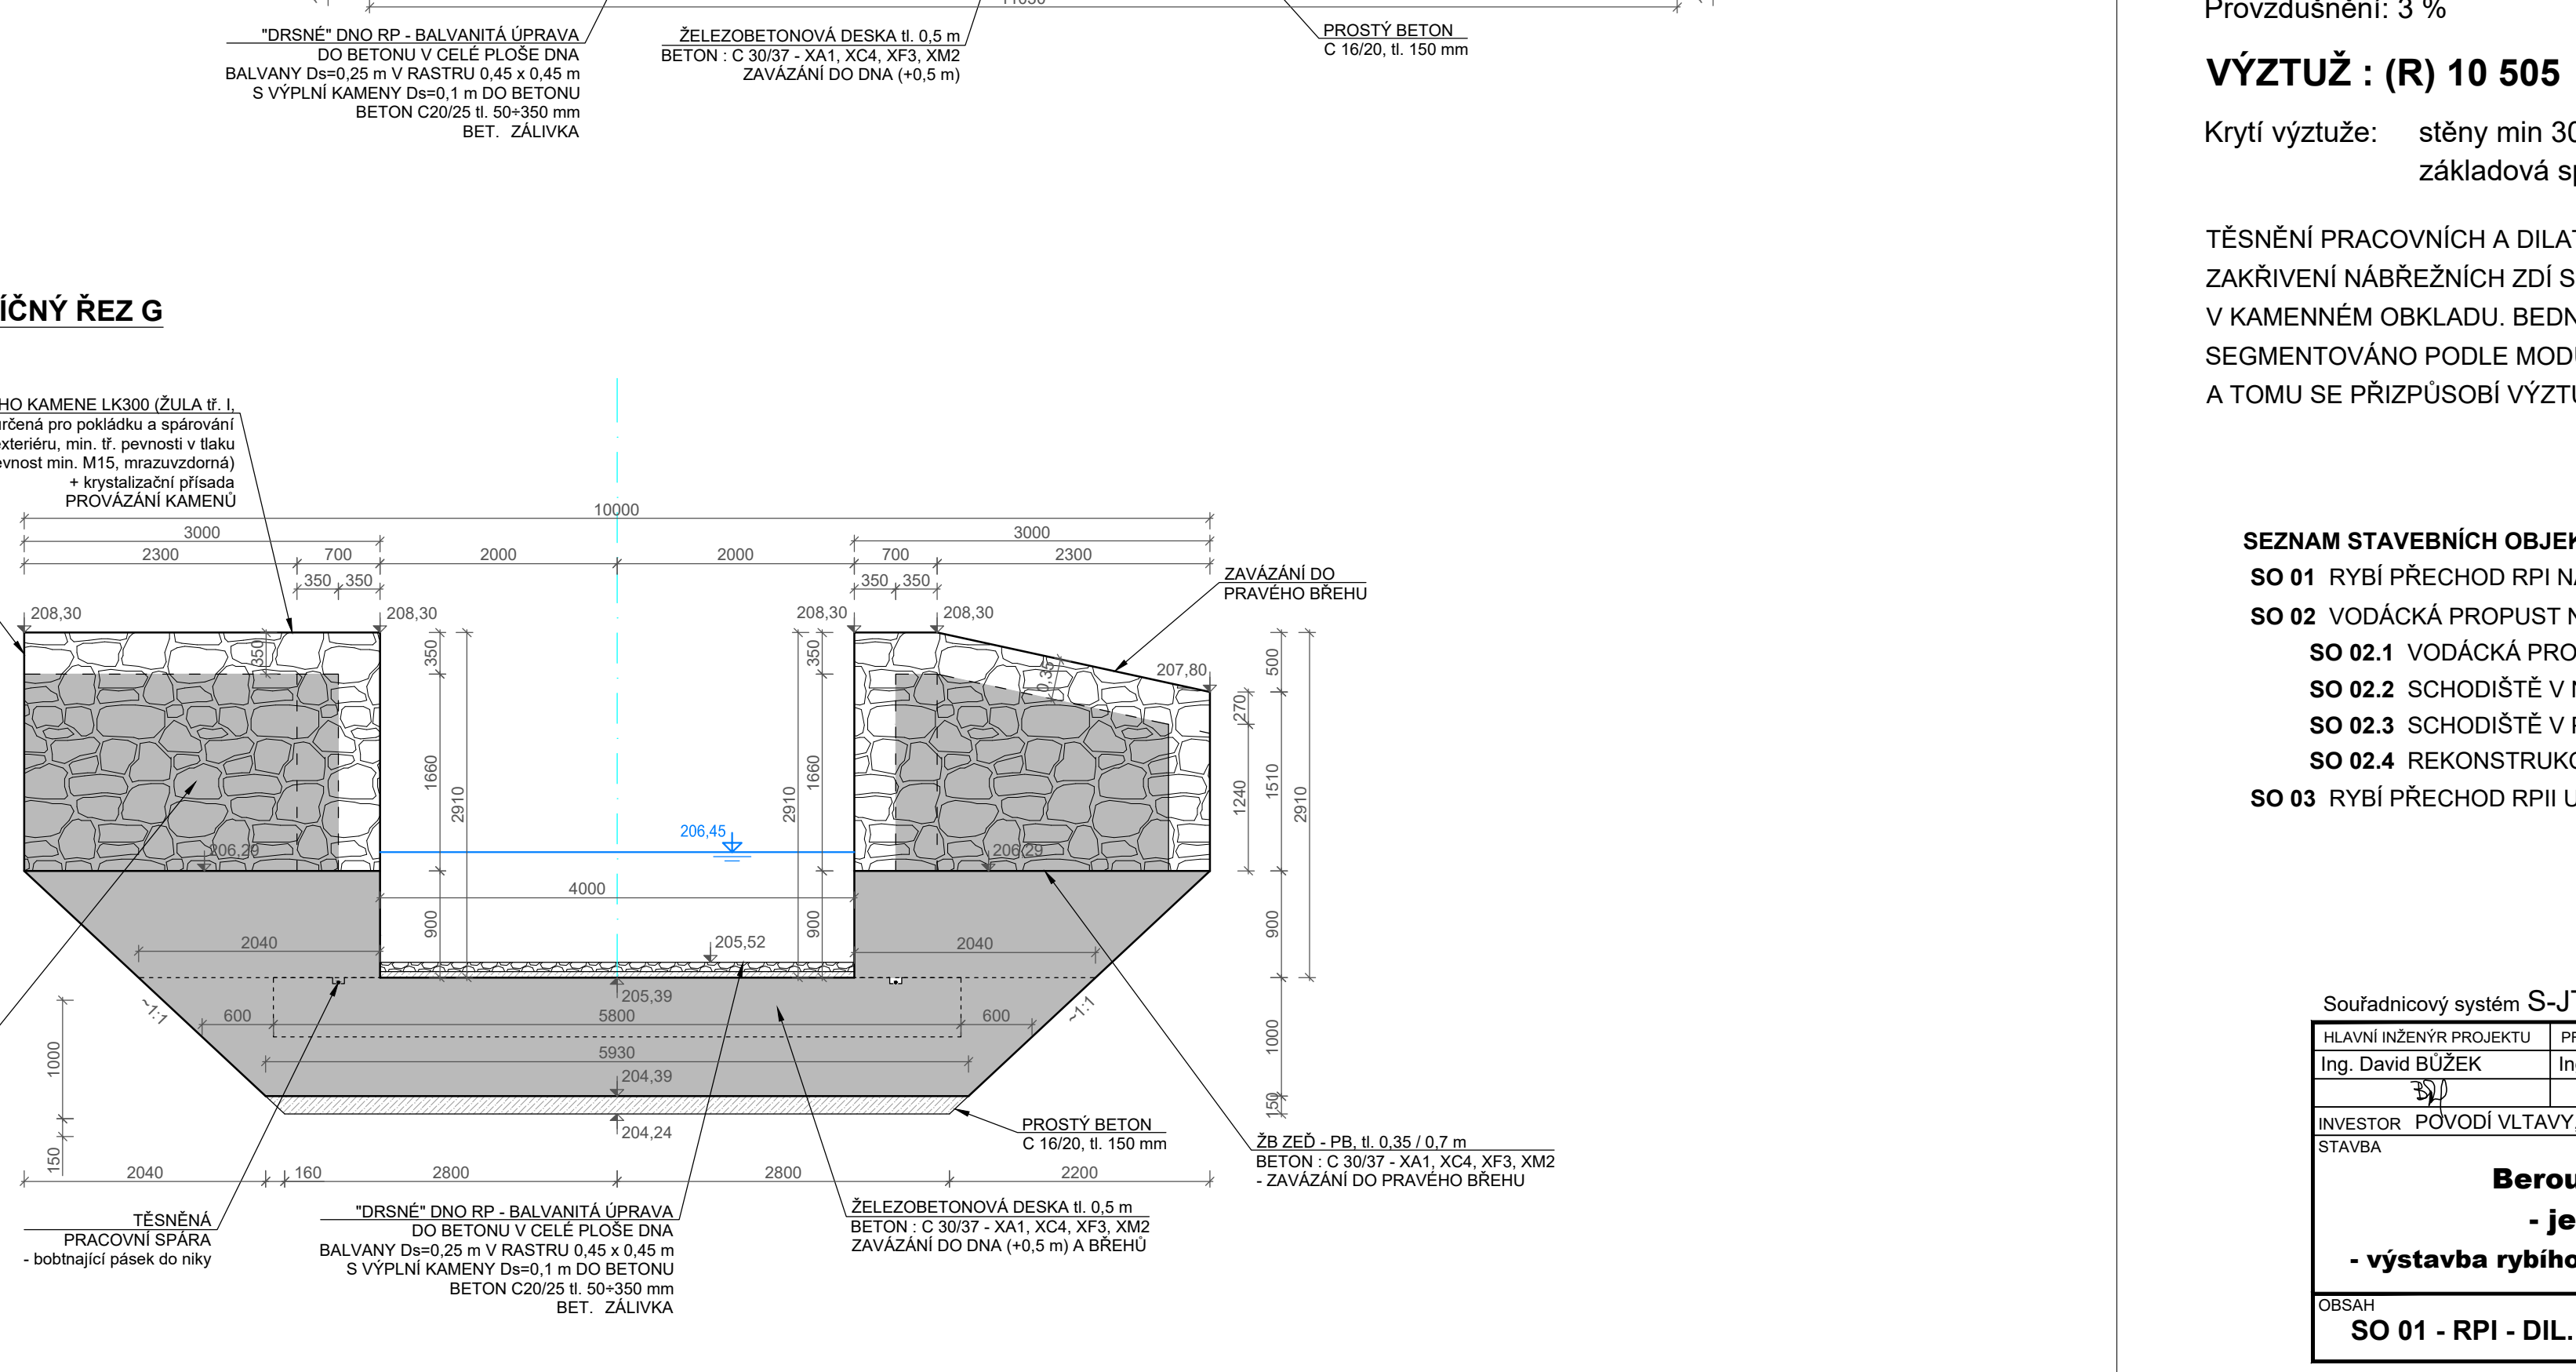 11050
"DRSNÉ" DNO RP - BALVANITÁ ÚPRAVA
DO BETONU V CELÉ PLOŠE DNA
BALVANY Ds=0,25 m V RASTRU 0,45 x 0,45 m
S VÝPLNÍ KAMENY Ds=0,1 m DO BETONU
BETON C20/25 tl. 50÷350 mm
BET. ZÁLIVKA
ŽELEZOBETONOVÁ DESKA tl. 0,5 m
BETON : C 30/37 - XA1, XC4, XF3, XM2
ZAVÁZÁNÍ DO DNA (+0,5 m)
PROSTÝ BETON
C 16/20, tl. 150 mm
ÍČNÝ ŘEZ G
HO KAMENE LK300 (ŽULA tř. I,
určená pro pokládku a spárování
exteriéru, min. tř. pevnosti v tlaku
evnost min. M15, mrazuvzdorná)
+ krystalizační přísada
PROVÁZÁNÍ KAMENŮ
10000
3000
3000
2300
700
2000
2000
700
2300
350
350
350
350
208,30
208,30
208,30
208,30
ZAVÁZÁNÍ DO
PRAVÉHO BŘEHU
207,80
350
350
350
0,35
500
270
1660
2910
2910
1660
1240
1510
2910
206,45
206,29
206,29
4000
900
900
900
2040
205,52
2040
205,39
~1:1
~1:1
600
5800
600
1000
5930
1000
204,39
150
PROSTÝ BETON
C 16/20, tl. 150 mm
204,24
150
2040
160
2800
2800
2200
ŽB ZEĎ - PB, tl. 0,35 / 0,7 m
BETON : C 30/37 - XA1, XC4, XF3, XM2
- ZAVÁZÁNÍ DO PRAVÉHO BŘEHU
TĚSNĚNÁ
PRACOVNÍ SPÁRA
- bobtnající pásek do niky
"DRSNÉ" DNO RP - BALVANITÁ ÚPRAVA
DO BETONU V CELÉ PLOŠE DNA
BALVANY Ds=0,25 m V RASTRU 0,45 x 0,45 m
S VÝPLNÍ KAMENY Ds=0,1 m DO BETONU
BETON C20/25 tl. 50÷350 mm
BET. ZÁLIVKA
ŽELEZOBETONOVÁ DESKA tl. 0,5 m
BETON : C 30/37 - XA1, XC4, XF3, XM2
ZAVÁZÁNÍ DO DNA (+0,5 m) A BŘEHŮ
Provzdušnění: 3 %
VÝZTUŽ : (R) 10 505
Krytí výztuže: stěny min 30
základová sp
TĚSNĚNÍ PRACOVNÍCH A DILAT
ZAKŘIVENÍ NÁBŘEŽNÍCH ZDÍ S
V KAMENNÉM OBKLADU. BEDN
SEGMENTOVÁNO PODLE MODU
A TOMU SE PŘIZPŮSOBÍ VÝZTU
SEZNAM STAVEBNÍCH OBJEK
SO 01 RYBÍ PŘECHOD RPI NA
SO 02 VODÁCKÁ PROPUST N
SO 02.1 VODÁCKÁ PRO
SO 02.2 SCHODIŠTĚ V
SO 02.3 SCHODIŠTĚ V
SO 02.4 REKONSTRUKC
SO 03 RYBÍ PŘECHOD RPII U
Souřadnicový systém S-JT
HLAVNÍ INŽENÝR PROJEKTU
Ing. David BŮŽEK
INVESTOR POVODÍ VLTAVY,
STAVBA
Berou
- je
- výstavba rybího
OBSAH
SO 01 - RPI - DIL.